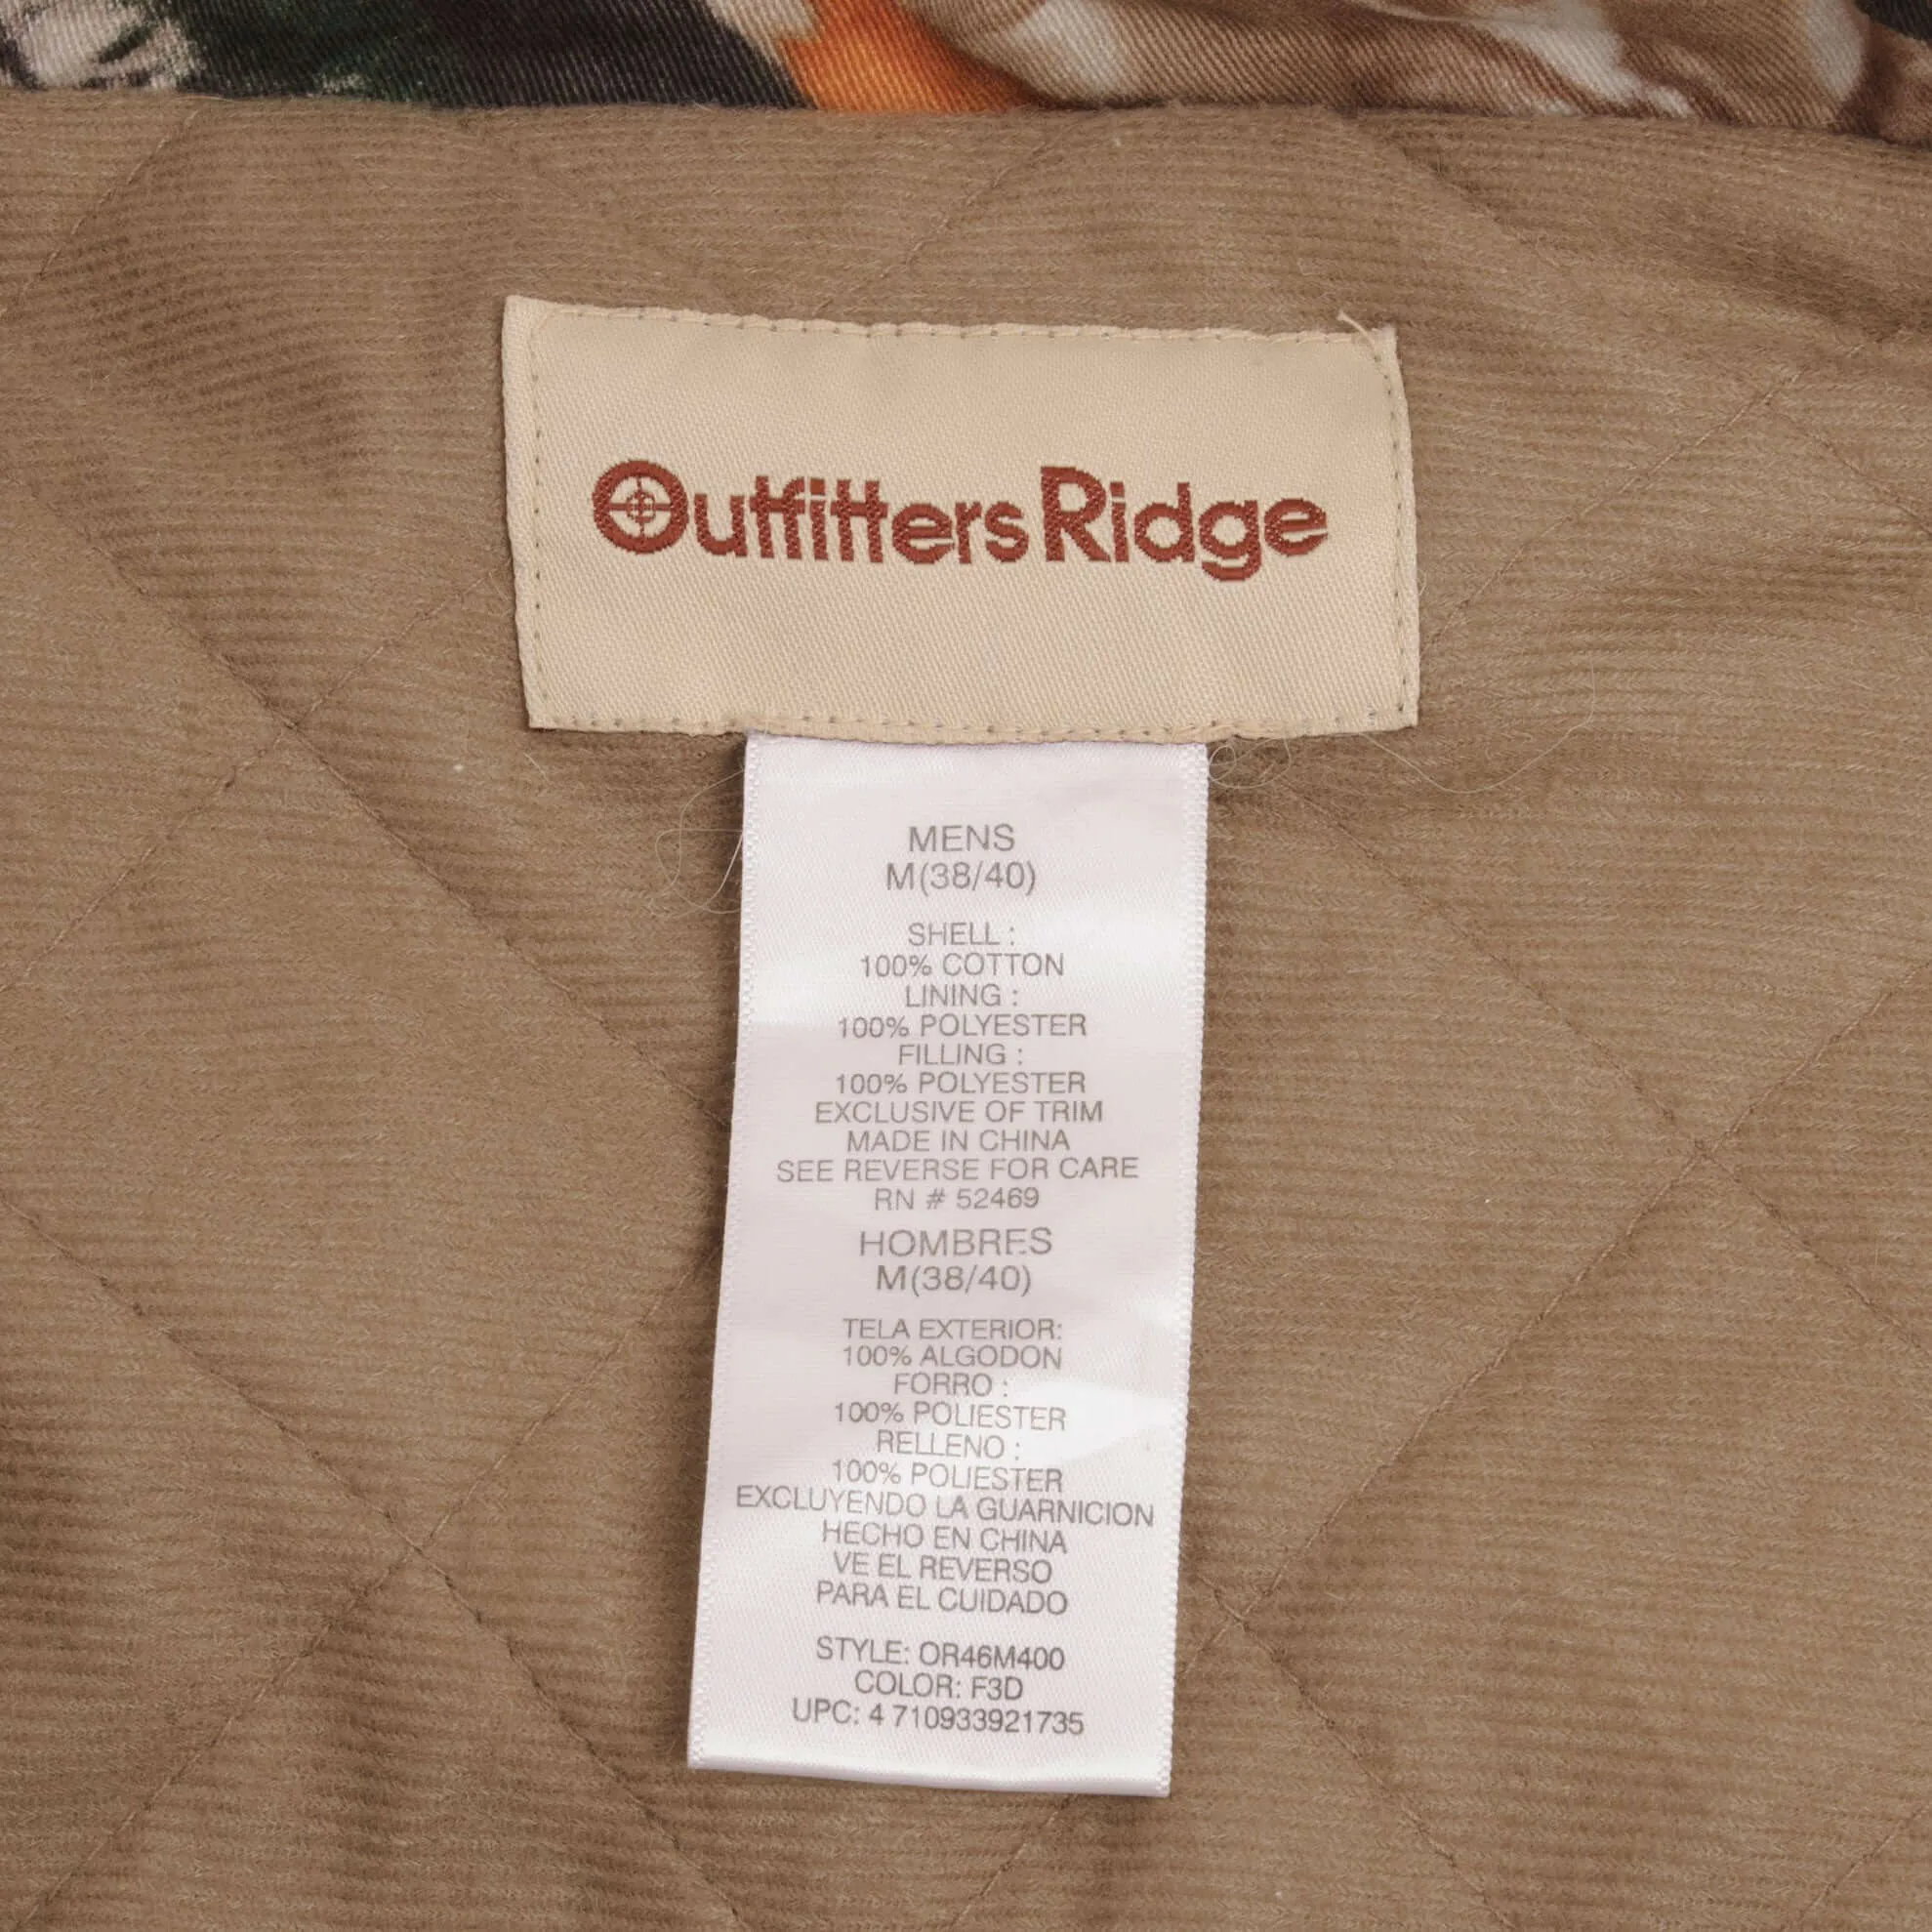 Outfitters Ridge
MENS
M(38/40)
SHELL :
100% COTTON
LINING :
100% POLYESTER
FILLING :
100% POLYESTER
EXCLUSIVE OF TRIM
MADE IN CHINA
SEE REVERSE FOR CARE
RN # 52469
HOMBRES
M(38/40)
TELA EXTERIOR:
100% ALGODON
FORRO :
100% POLIESTER
RELLENO :
100% POLIESTER
EXCLUYENDO LA GUARNICION
HECHO EN CHINA
VE EL REVERSO
PARA EL CUIDADO
STYLE: OR46M400
COLOR: F3D
UPC: 4 710933921735